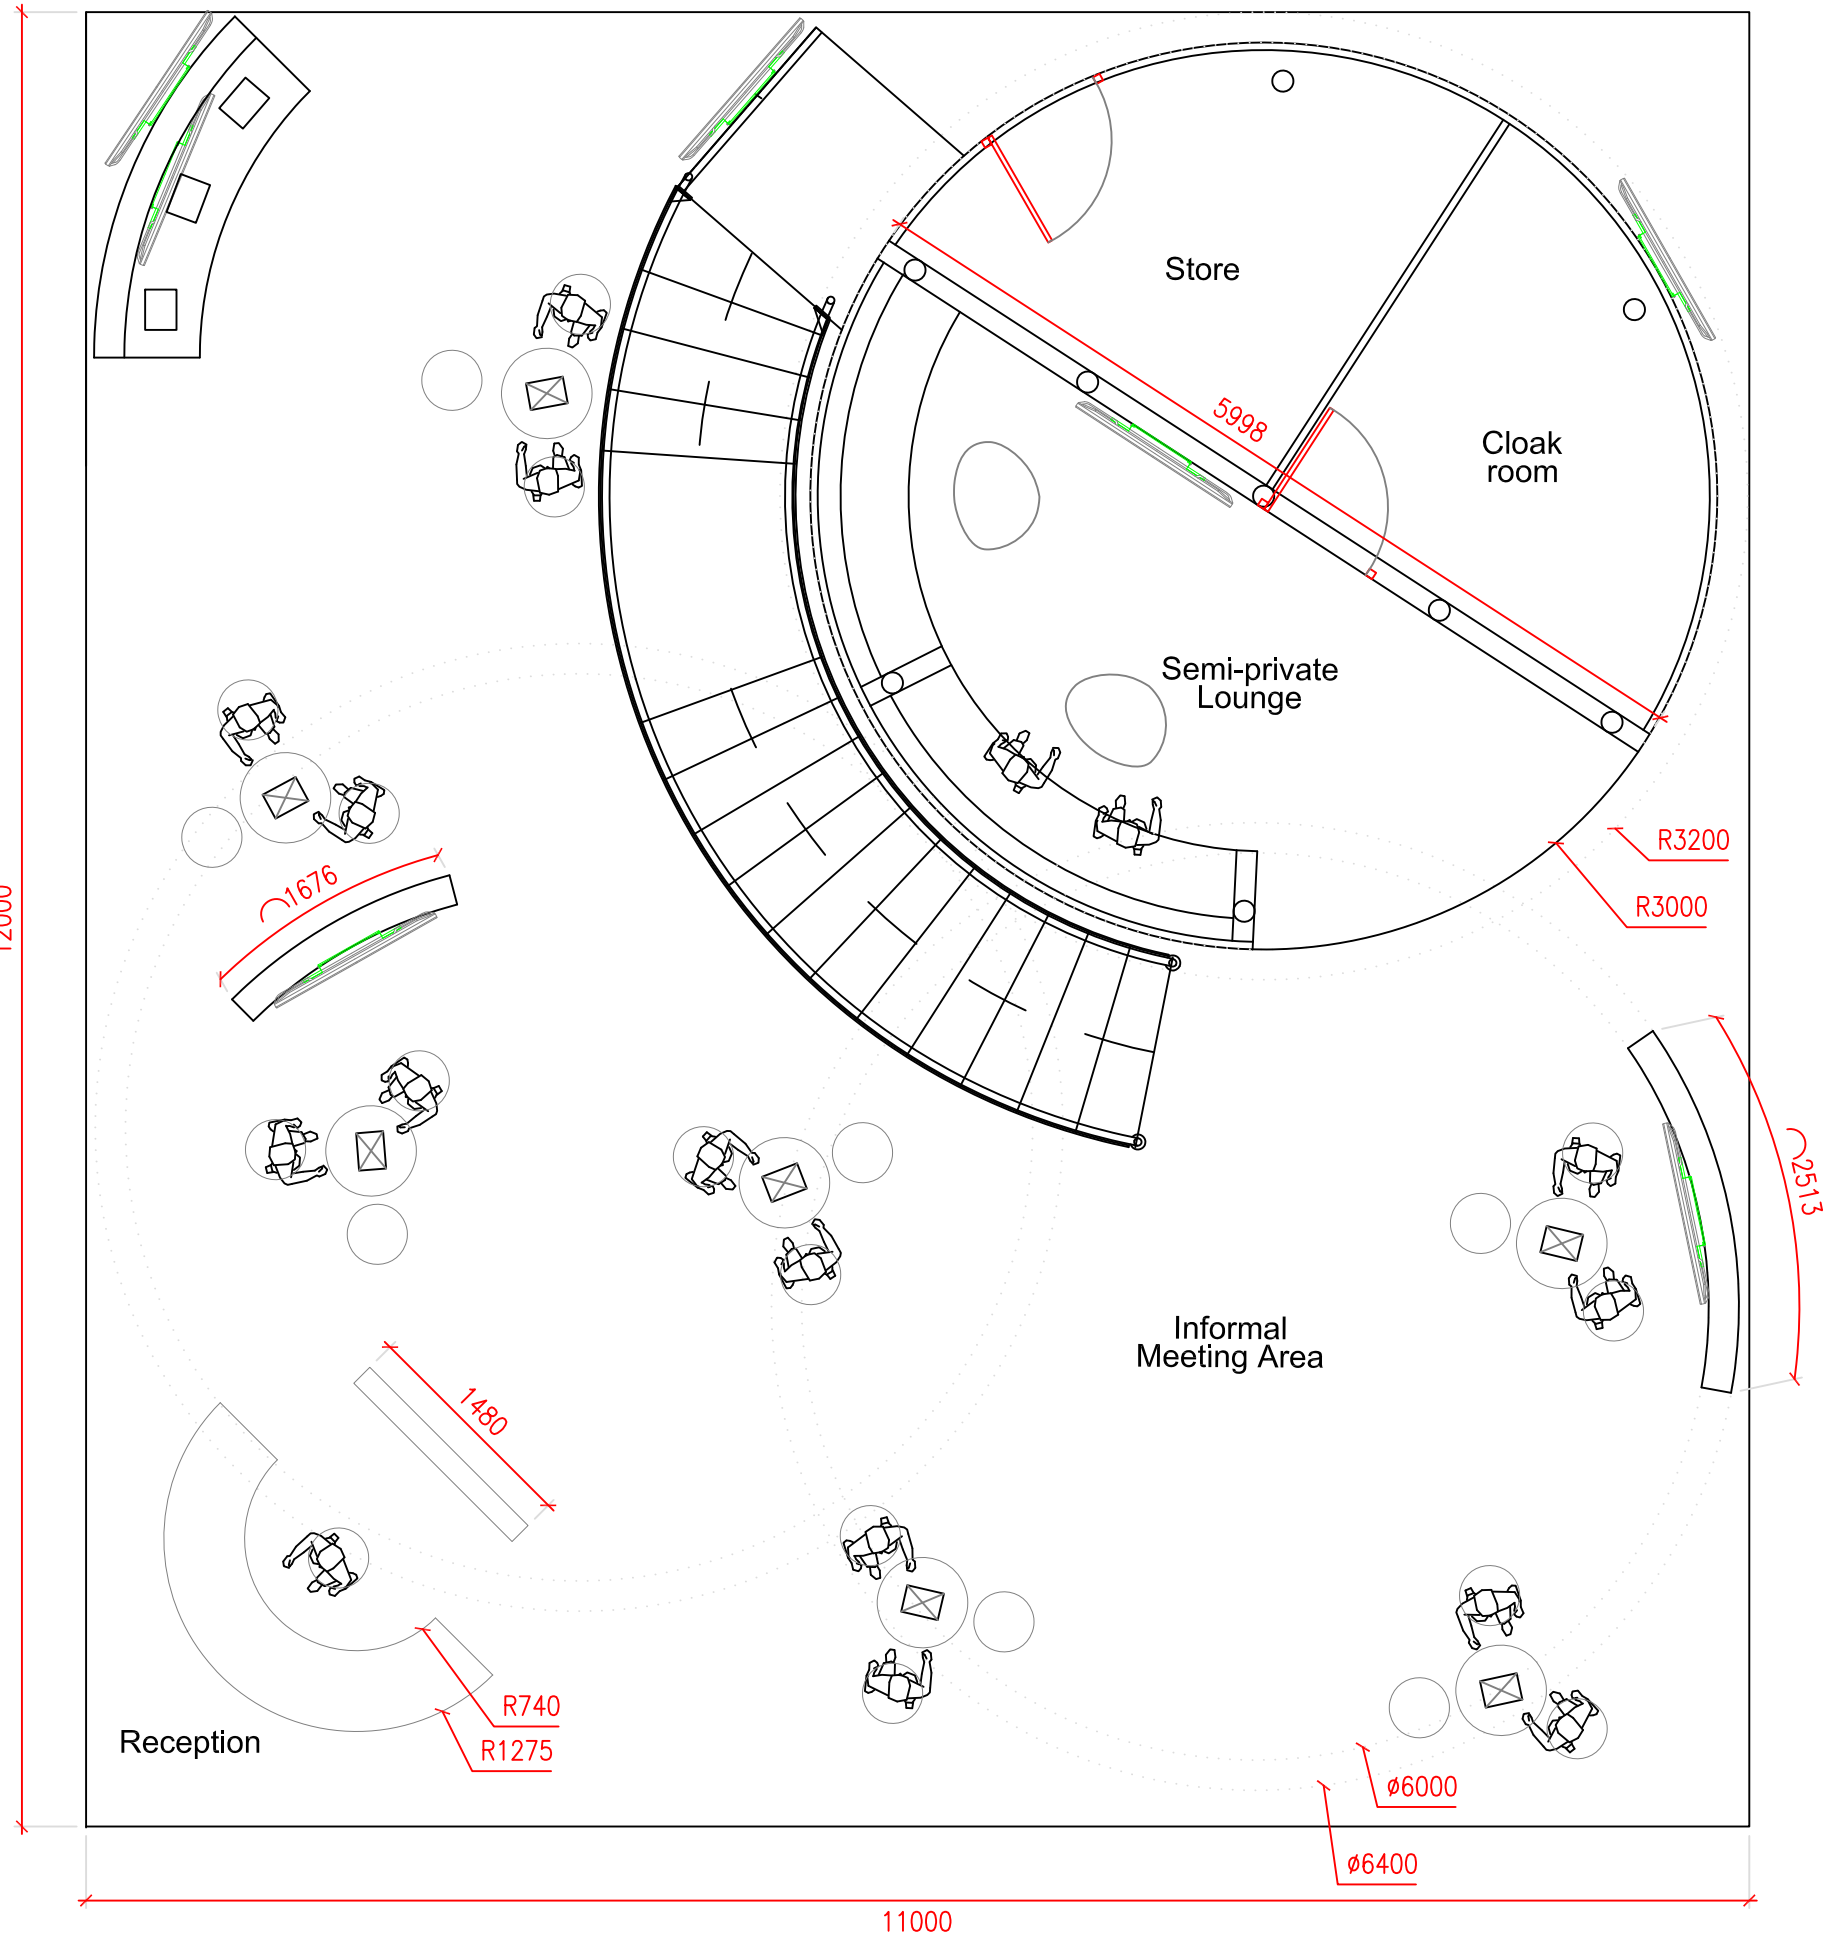 Store
5998
Cloak
room
Semi-private
Lounge
R3200
R3000
1676
12000
2513
Informal
Meeting Area
1480
R740
R1275
Reception
ø6000
ø6400
11000